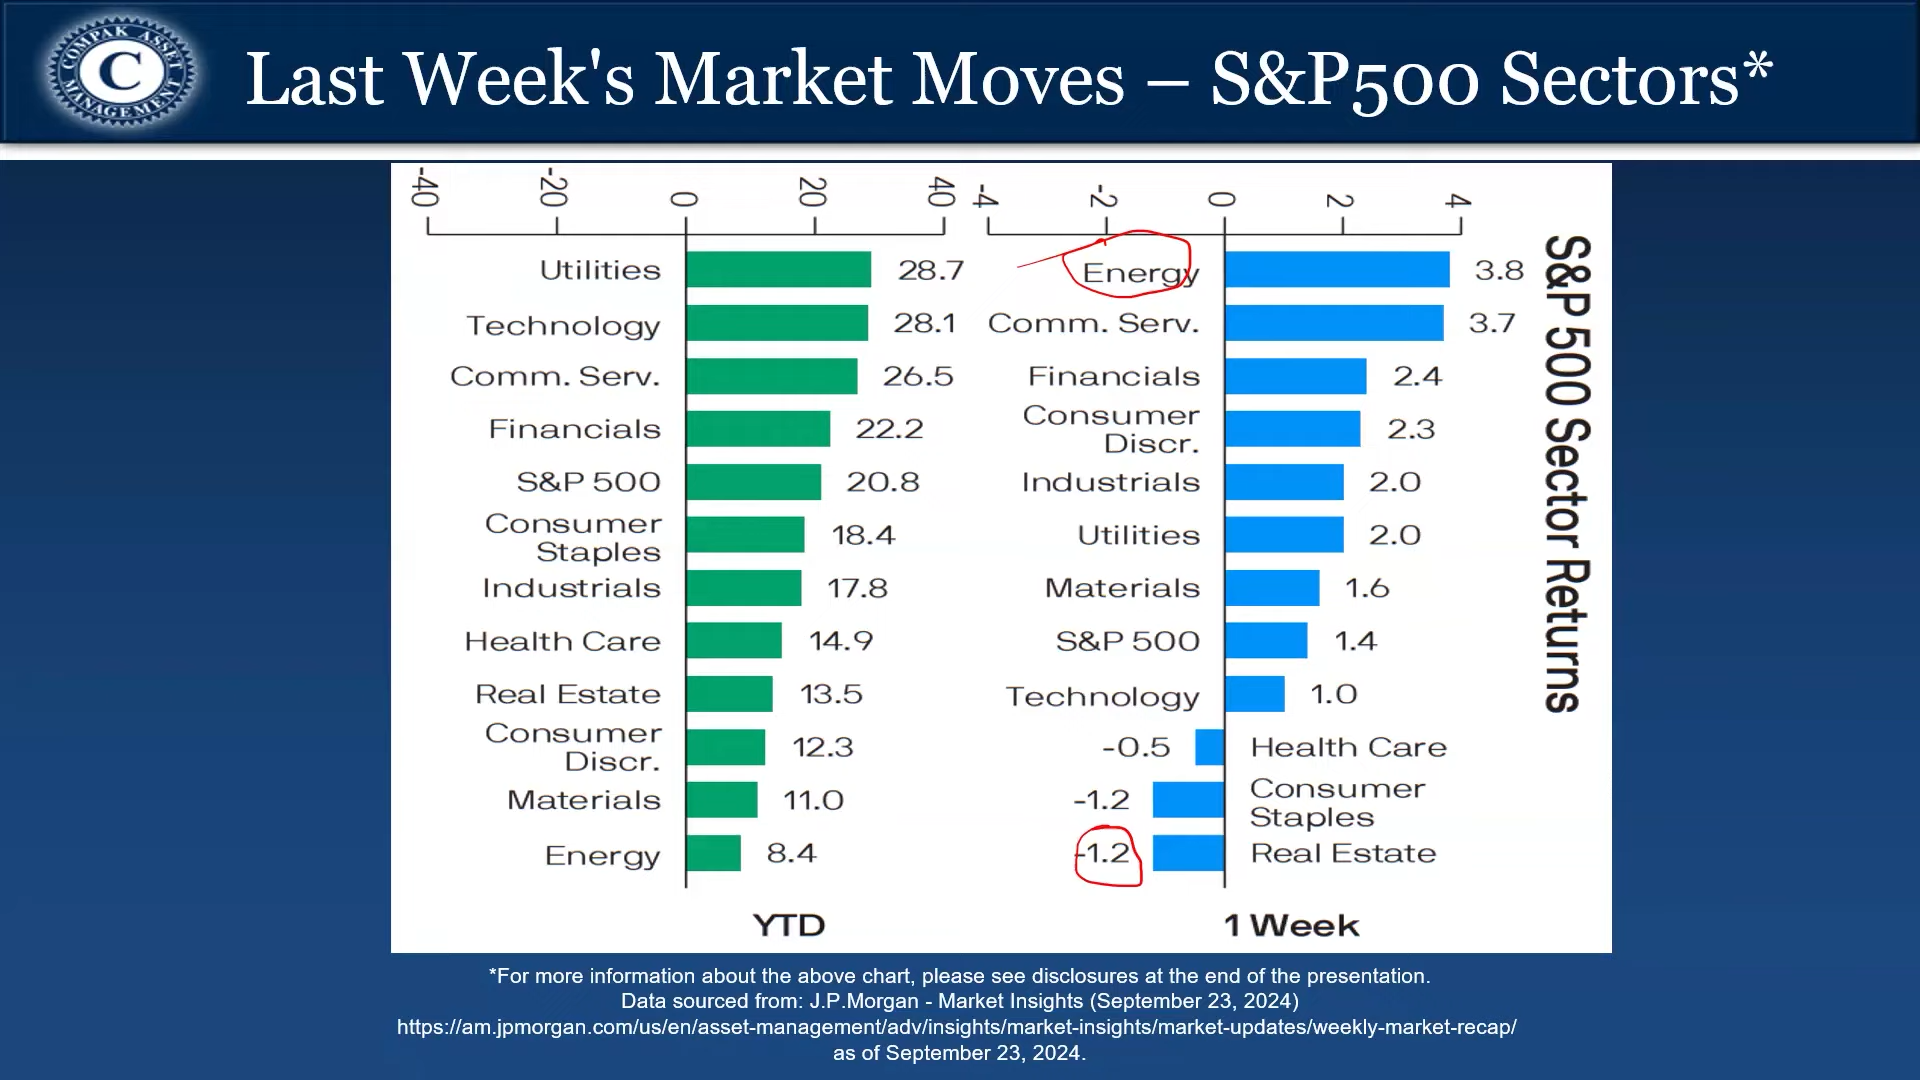 COMPAK ASSET
C
MANAGEMENT
Last Week's Market Moves – S&P500 Sectors*
-40 -20 0 20 40
Utilities 28.7
Technology 28.1
Comm. Serv. 26.5
Financials 22.2
S&P 500 20.8
Consumer
Staples 18.4
Industrials 17.8
Health Care 14.9
Real Estate 13.5
Consumer
Discr. 12.3
Materials 11.0
Energy 8.4
YTD
-4 -2 0 2 4
Energy 3.8
Comm. Serv. 3.7
Financials 2.4
Consumer
Discr. 2.3
Industrials 2.0
Utilities 2.0
Materials 1.6
S&P 500 1.4
Technology 1.0
-0.5 Health Care
-1.2 Consumer
Staples
-1.2 Real Estate
1 Week
S&P 500 Sector Returns
*For more information about the above chart, please see disclosures at the end of the presentation.
Data sourced from: J.P.Morgan - Market Insights (September 23, 2024)
https://am.jpmorgan.com/us/en/asset-management/adv/insights/market-insights/market-updates/weekly-market-recap/
as of September 23, 2024.